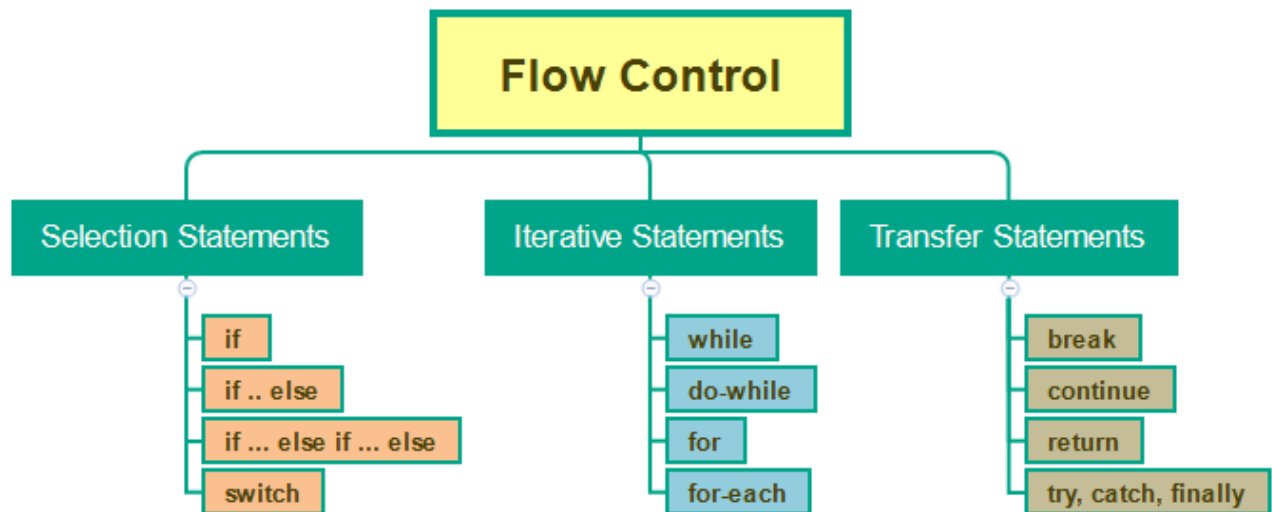 Flow Control
Selection Statements
if
if .. else
if ... else if ... else
switch
Iterative Statements
while
do-while
for
for-each
Transfer Statements
break
continue
return
try, catch, finally